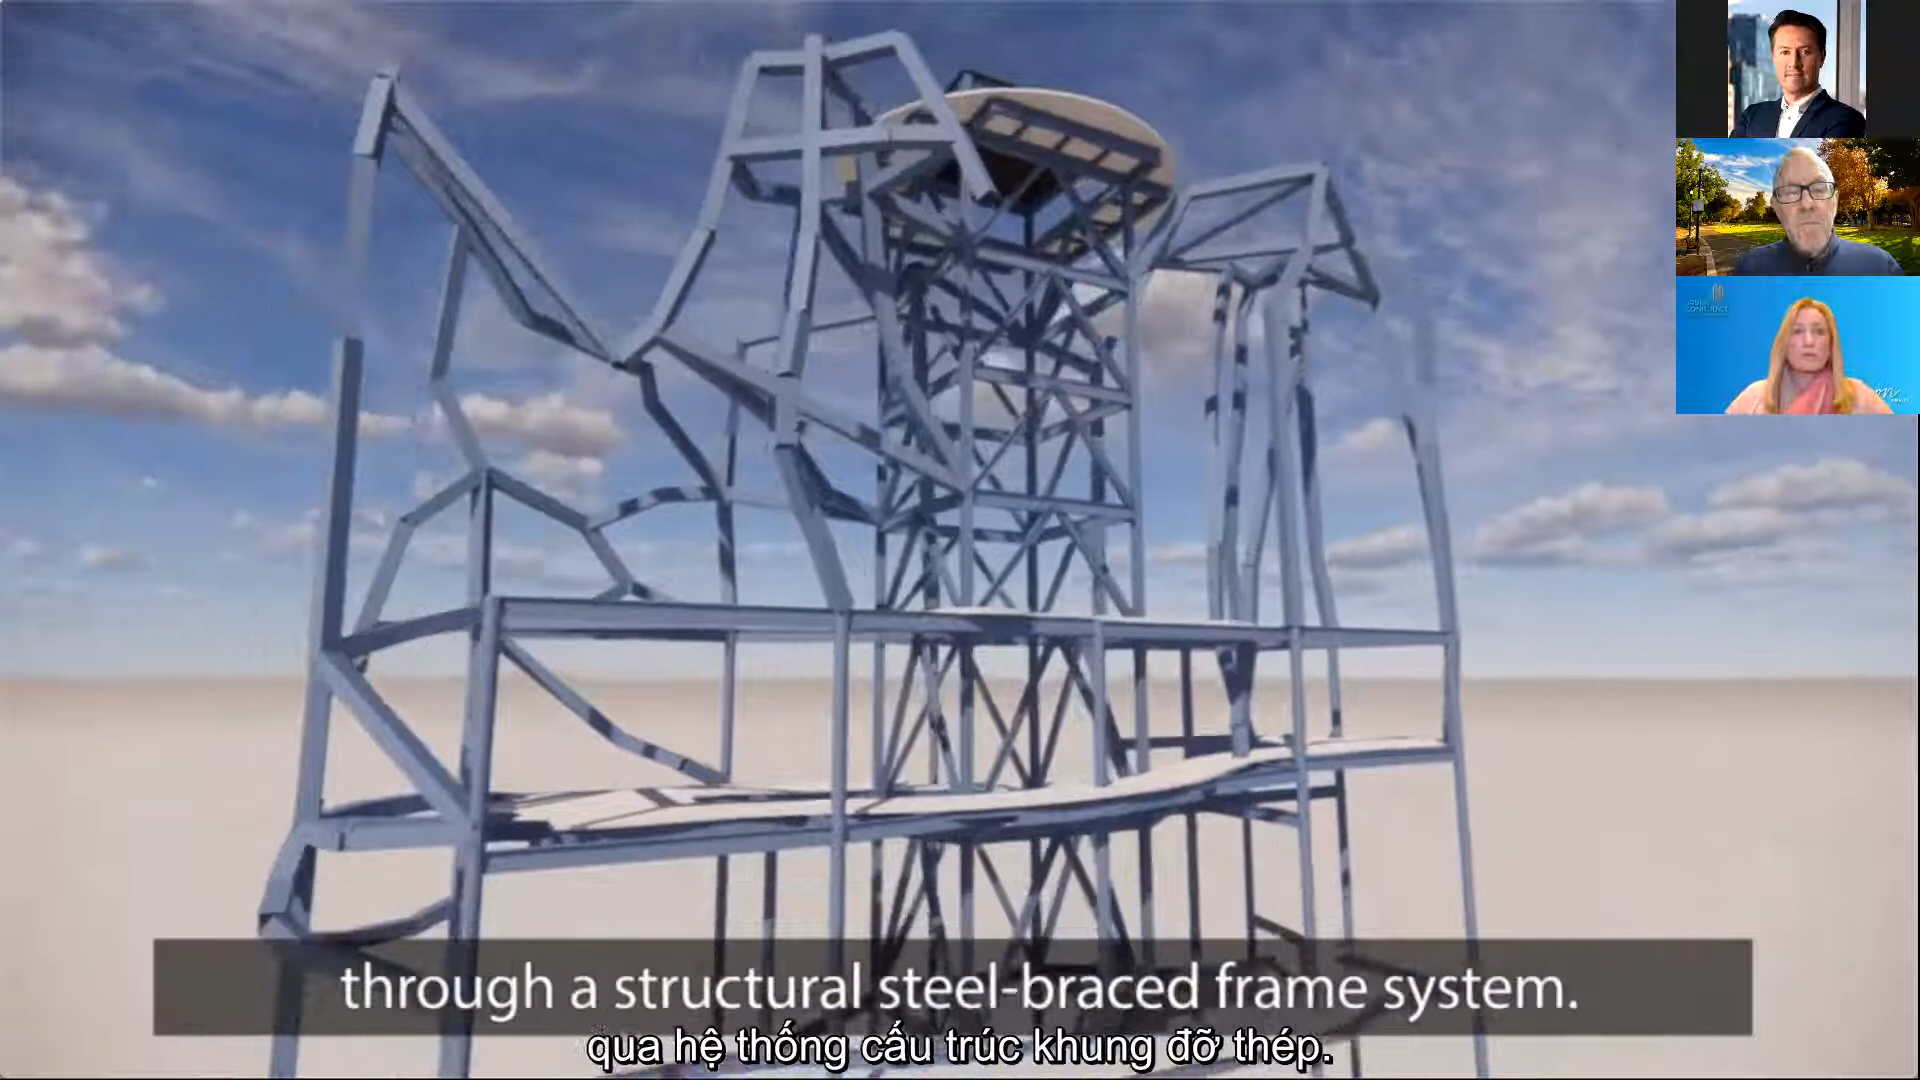 through a structural steel-braced frame system.
qua hệ thống cấu trúc khung đỡ thép.